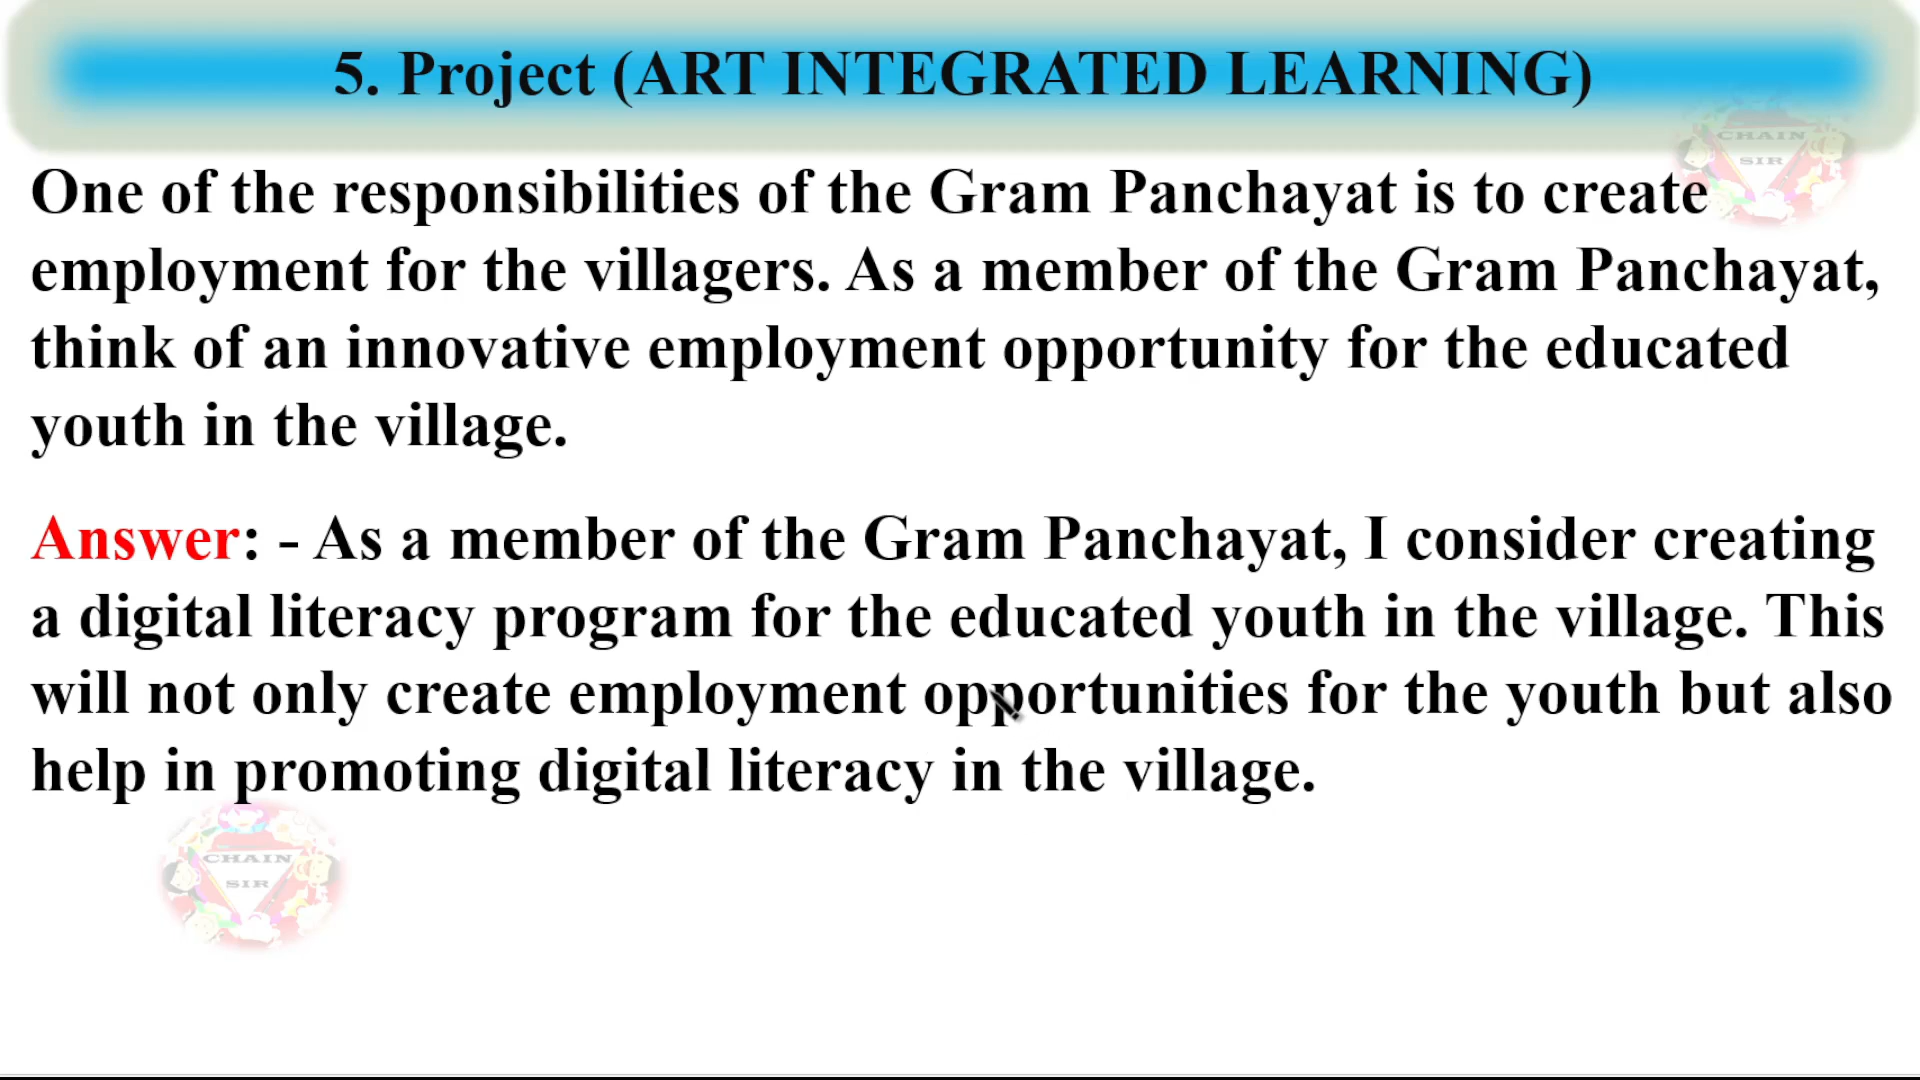 5. Project (ART INTEGRATED LEARNING)
CHAIN
SIR
One of the responsibilities of the Gram Panchayat is to create
employment for the villagers. As a member of the Gram Panchayat,
think of an innovative employment opportunity for the educated
youth in the village.
Answer: - As a member of the Gram Panchayat, I consider creating
a digital literacy program for the educated youth in the village. This
will not only create employment opportunities for the youth but also
help in promoting digital literacy in the village.
CHAIN
SIR